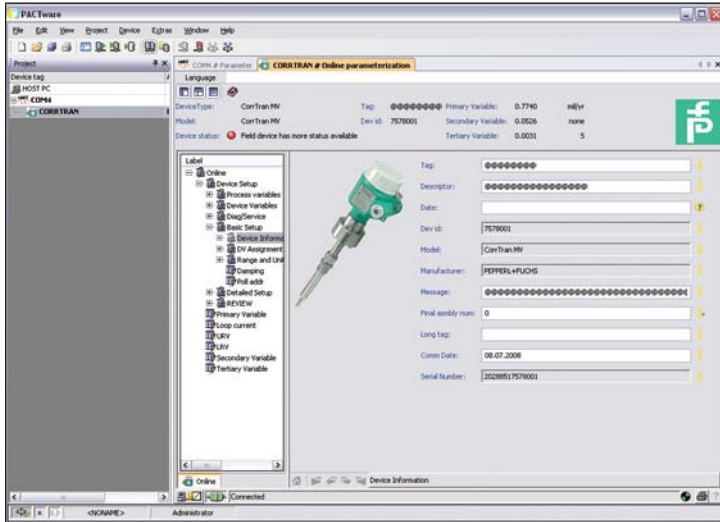 PACTware
File Edit View Project Device Extras Window Help
Project
Device tag
HOST PC
COM4
CORRTRAN
COM4 # Parameter
CORRTRAN # Online parameterization
Language
DeviceType: CorrTran MV Tag: @@@@@@@@ Primary Variable: 0.7740 mil/yr
Model: CorrTran MV Dev id: 7578001 Secondary Variable: 0.0526 none
Device status: Field device has more status available Tertiary Variable: 0.0031 S
Label
Online
Device Setup
Process variables
Device Variables
Diag/Service
Basic Setup
Device Informa
DV Assignment
Range and Unit
Damping
Poll addr
Detailed Setup
REVIEW
Primary Variable
Loop current
URV
LRV
Secondary Variable
Tertiary Variable
Tag: @@@@@@@@
Descriptor: @@@@@@@@@@@@@@@@
Date:
Dev id: 7578001
Model: CorrTran MV
Manufacturer: PEPPERL+FUCHS
Message:
Final asmbly num: 0
Long tag:
Comm Date: 08.07.2008
Serial Number: 20288517578001
Online
Device Information
Connected
<NONAME> Administrator